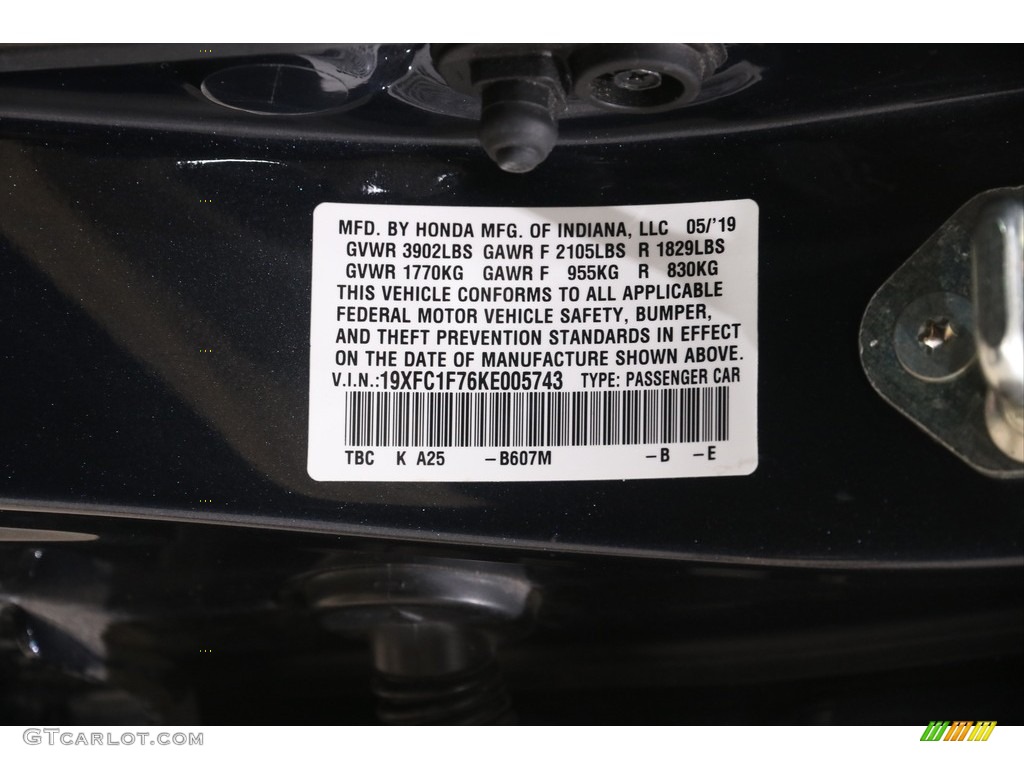 MFD. BY HONDA MFG. OF INDIANA, LLC 05/'19
GVWR 3902LBS GAWR F 2105LBS R 1829LBS
GVWR 1770KG GAWR F 955KG R 830KG
THIS VEHICLE CONFORMS TO ALL APPLICABLE
FEDERAL MOTOR VEHICLE SAFETY, BUMPER,
AND THEFT PREVENTION STANDARDS IN EFFECT
ON THE DATE OF MANUFACTURE SHOWN ABOVE.
V.I.N.:19XFC1F76KE005743 TYPE: PASSENGER CAR
TBC K A25 -B607M -B -E
GTCARLOT.COM